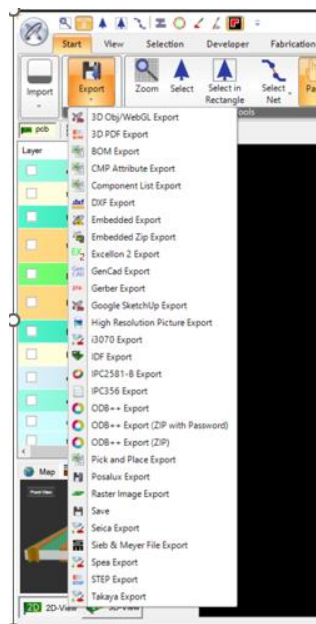 Start View Selection Developer Fabrication
Import
Export
Zoom
Select
Select in
Rectangle
Select
Net
Pa
ools
pcb
Layer
3D Obj/WebGL Export
3D PDF Export
BOM Export
CMP Attribute Export
Component List Export
DXF Export
Embedded Export
Embedded Zip Export
Excellon 2 Export
GenCad Export
Gerber Export
Google SketchUp Export
High Resolution Picture Export
i3070 Export
IDF Export
IPC2581-B Export
IPC356 Export
ODB++ Export
ODB++ Export (ZIP with Password)
ODB++ Export (ZIP)
Pick and Place Export
Posalux Export
Raster Image Export
Save
Seica Export
Sieb & Meyer File Export
Spea Export
STEP Export
Takaya Export
Map
2D 2D-View 3D-View